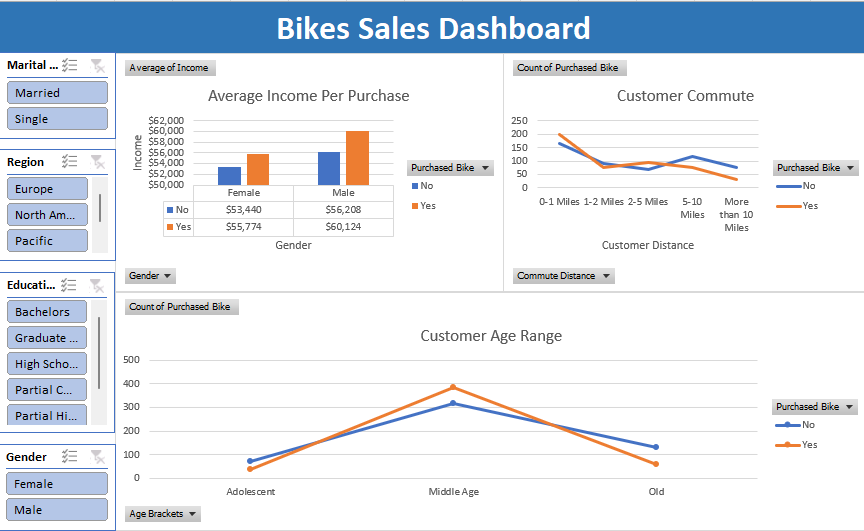 Bikes Sales Dashboard
Marital ...
Married
Single
Region
Europe
North Am...
Pacific
Educati...
Bachelors
Graduate ...
High Scho...
Partial C...
Partial Hi...
Gender
Female
Male
Average of Income
Average Income Per Purchase
$62,000
$60,000
$58,000
$56,000
$54,000
$52,000
$50,000
Income
Female
Male
No
$53,440
$56,208
Yes
$55,774
$60,124
Gender
Purchased Bike
No
Yes
Gender
Count of Purchased Bike
Customer Commute
250
200
150
100
50
0
0-1 Miles
1-2 Miles
2-5 Miles
5-10
Miles
More
than 10
Miles
Customer Distance
Purchased Bike
No
Yes
Commute Distance
Count of Purchased Bike
Customer Age Range
500
400
300
200
100
0
Adolescent
Middle Age
Old
Purchased Bike
No
Yes
Age Brackets